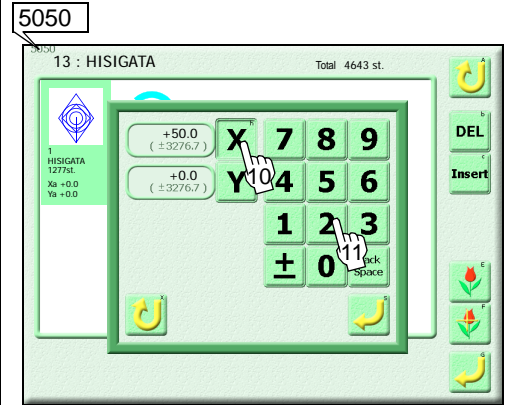 5050
5050
13 : HISIGATA
Total 4643 st.
A
1
HISIGATA
1277st.
Xa +0.0
Ya +0.0
+50.0
( ±3276.7 )
X
h
7 8 9
+0.0
( ±3276.7 )
Y
4 5 6
10
1 2 3
11
± 0
Space
X
S
b
DEL
c
Insert
E
F
G